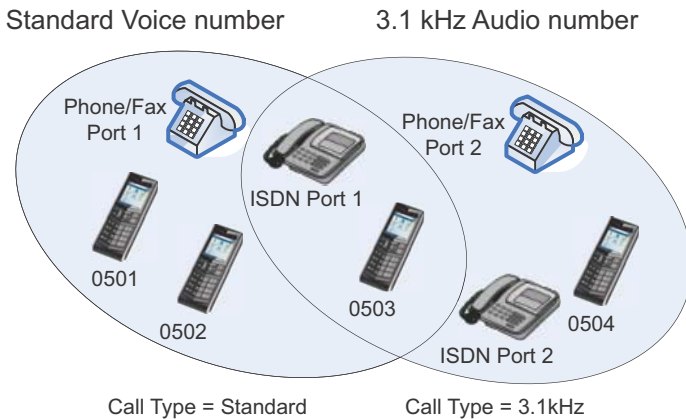 Standard Voice number
3.1 kHz Audio number
Phone/Fax
Port 1
Phone/Fax
Port 2
ISDN Port 1
0501
0502
0503
0504
ISDN Port 2
Call Type = Standard
Call Type = 3.1kHz